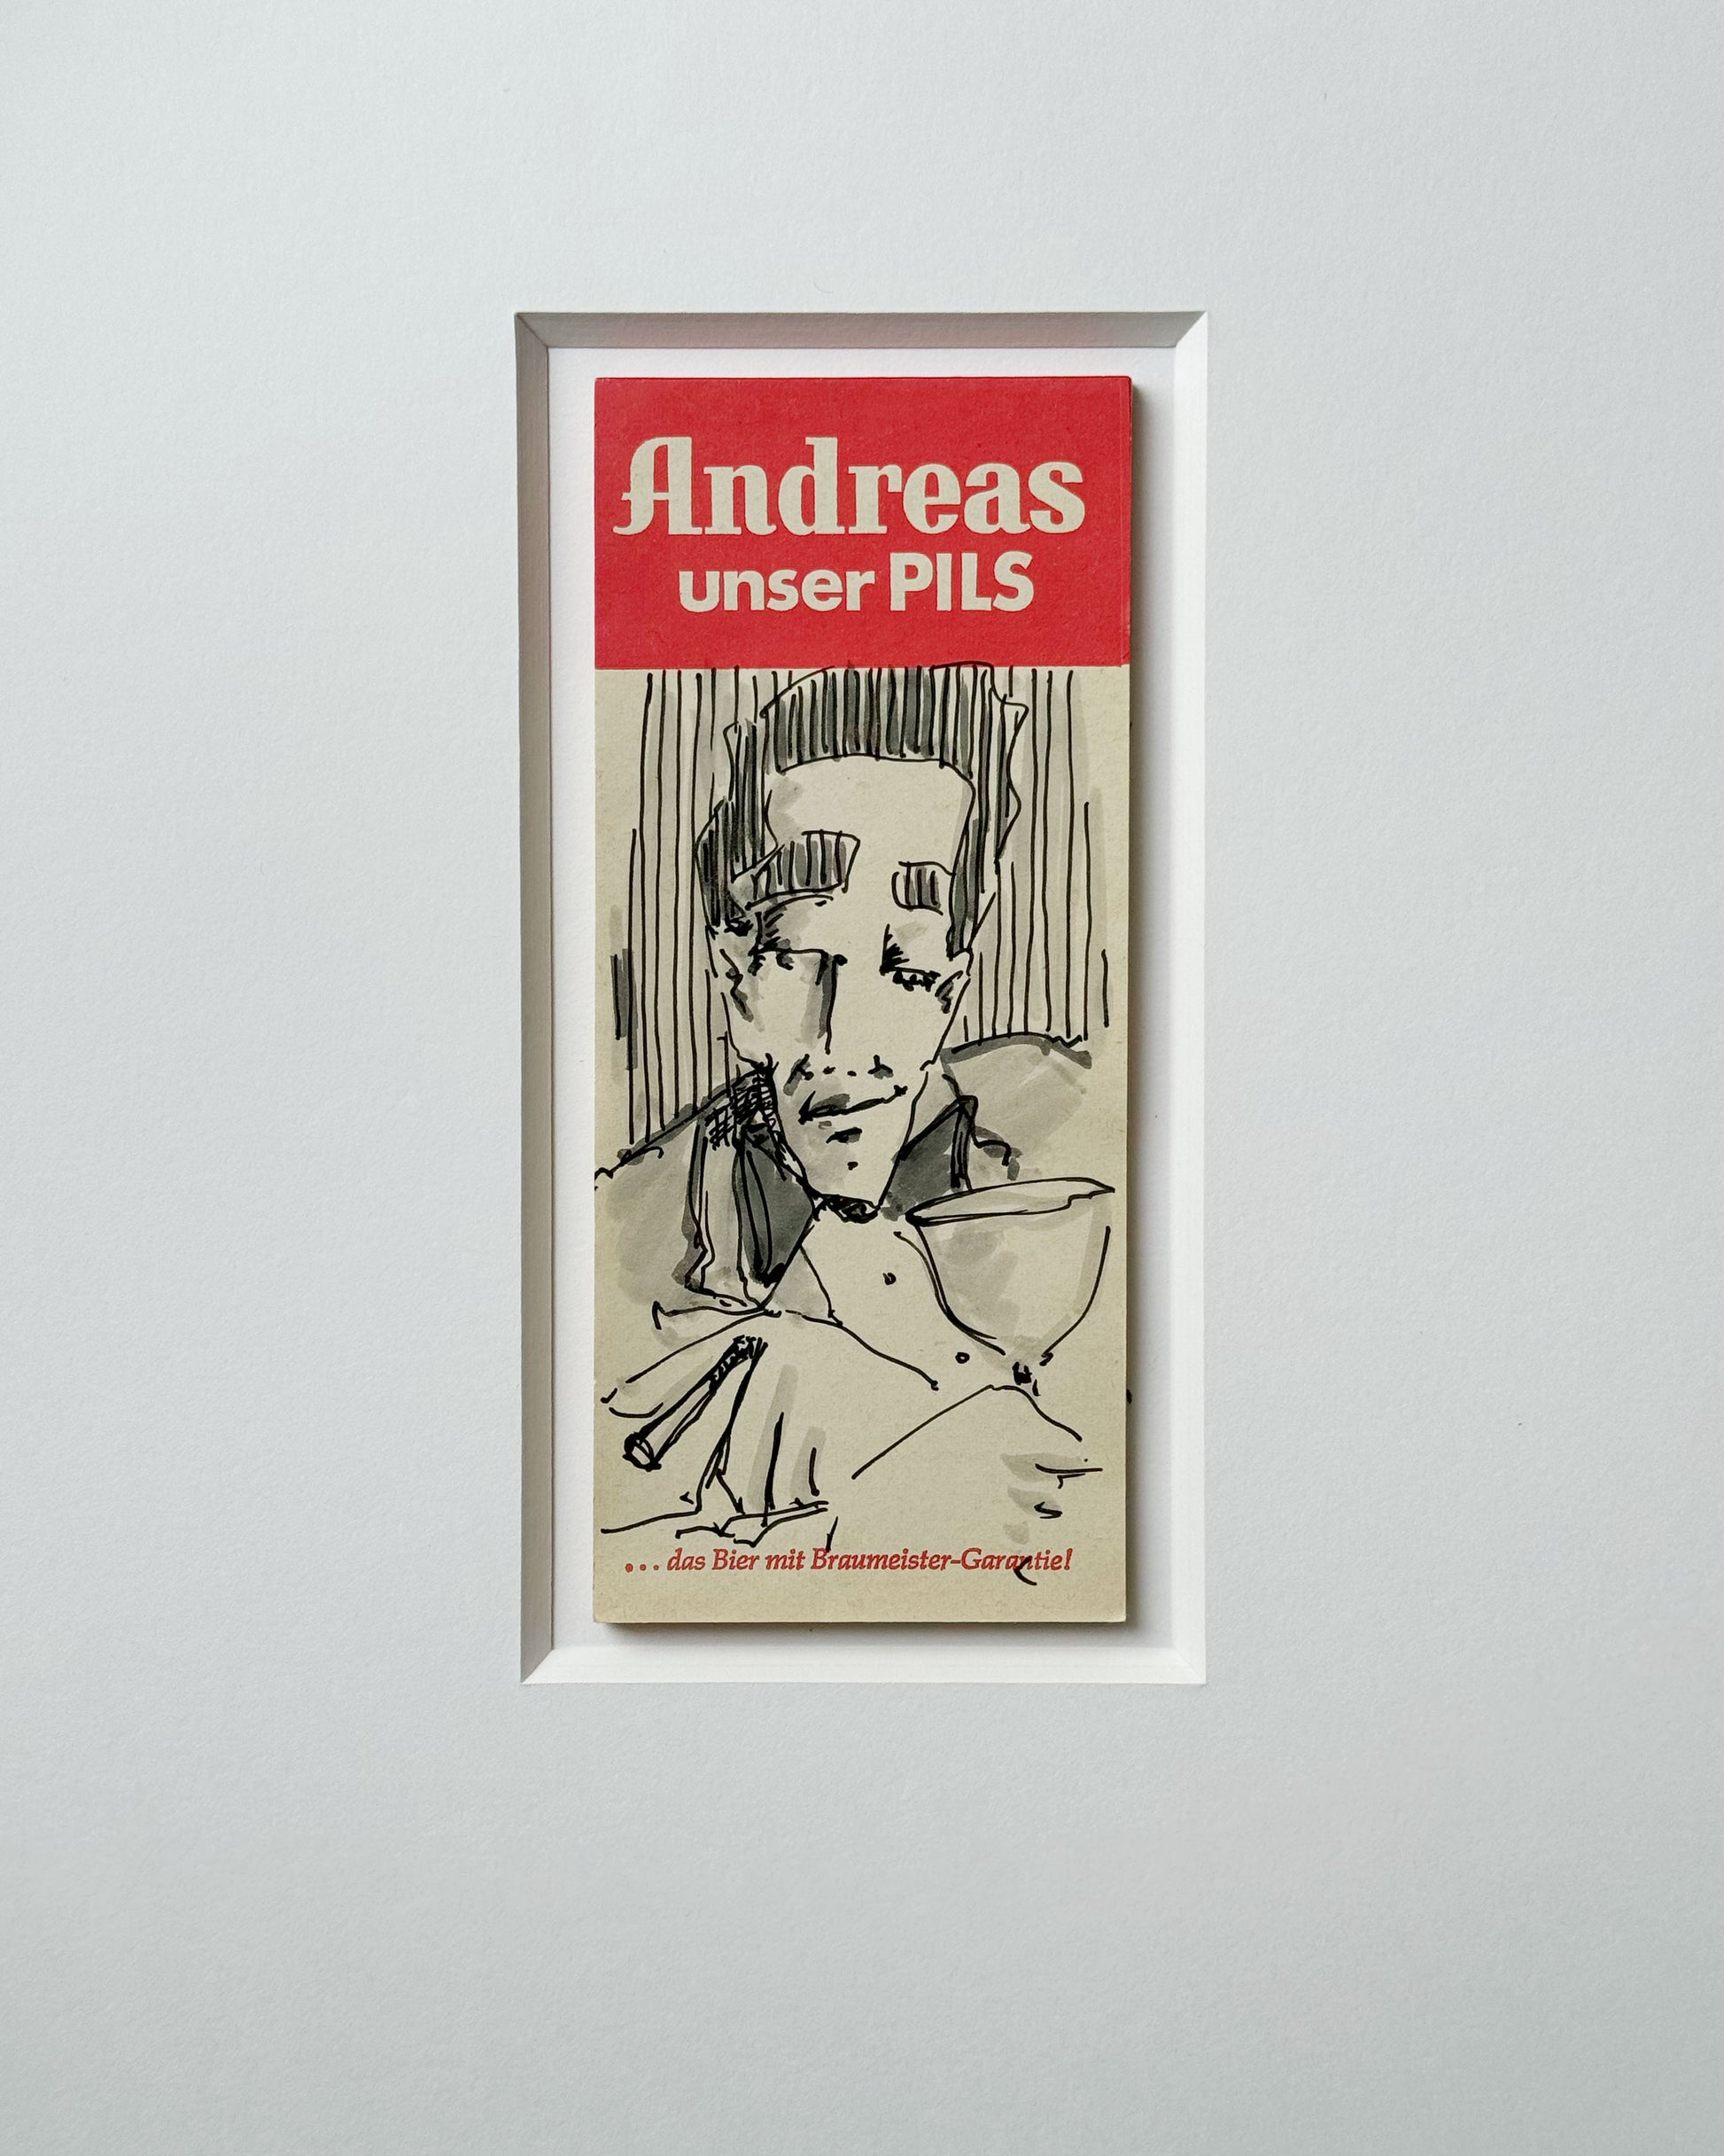 Andreas
unser PILS
... das Bier mit Braumeister-Garantie!